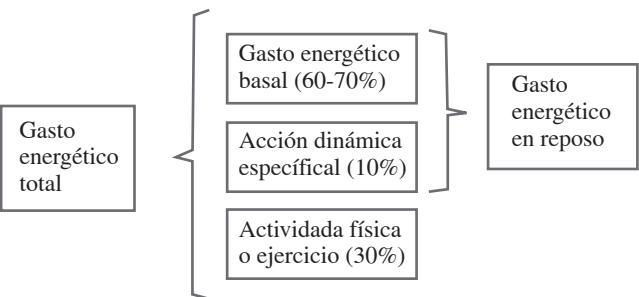 Gasto
energético
total
Gasto energético
basal (60-70%)
Acción dinámica
específical (10%)
Actividada física
o ejercicio (30%)
Gasto
energético
en reposo